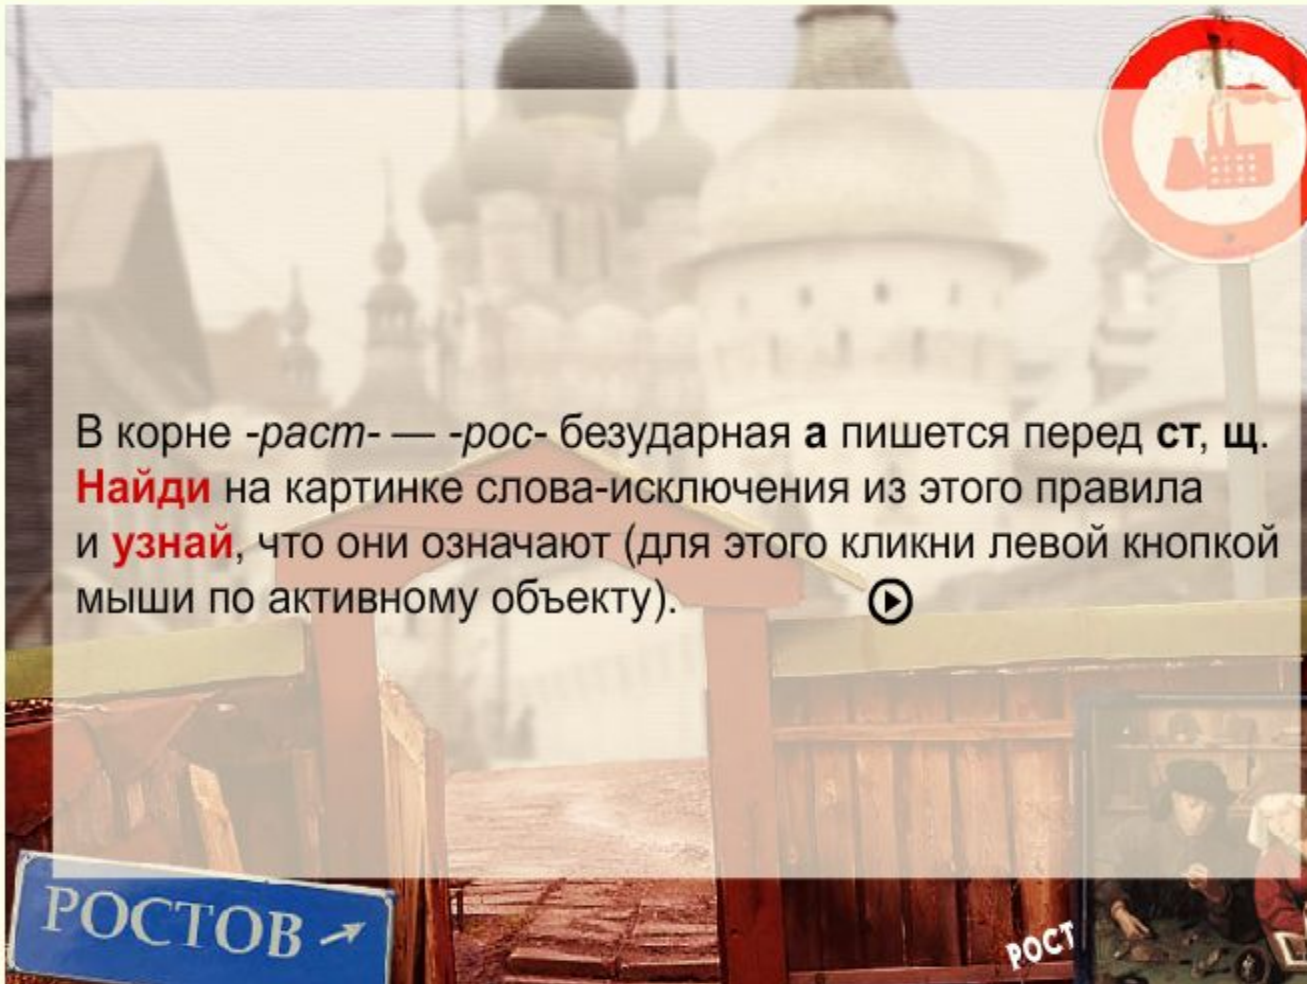 В корне -раст- — -рос- безударная а пишется перед ст, щ.
Найди на картинке слова-исключения из этого правила
и узнай, что они означают (для этого кликни левой кнопкой
мыши по активному объекту).
РОСТОВ
РОСТ